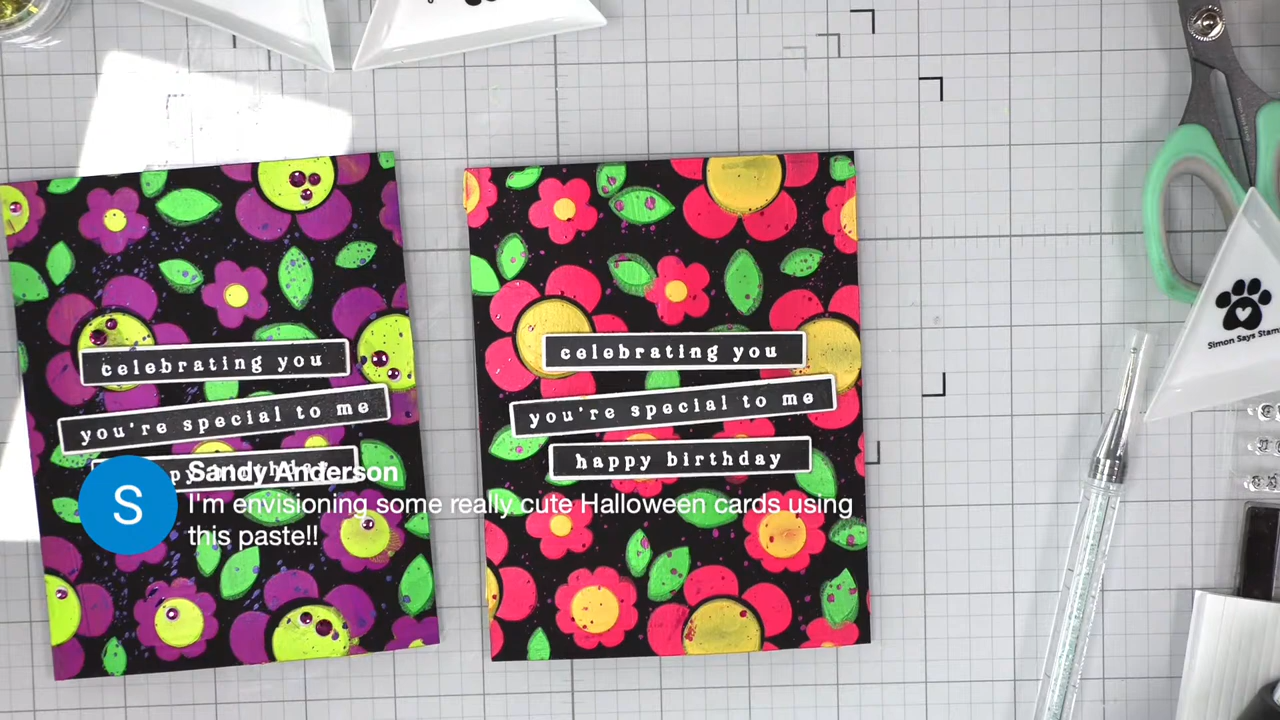 celebrating you
you're special to me
celebrating you
you're special to me
happy birthday
S
Sandy Anderson
I'm envisioning some really cute Halloween cards using
this paste!!
Simon Says Stam